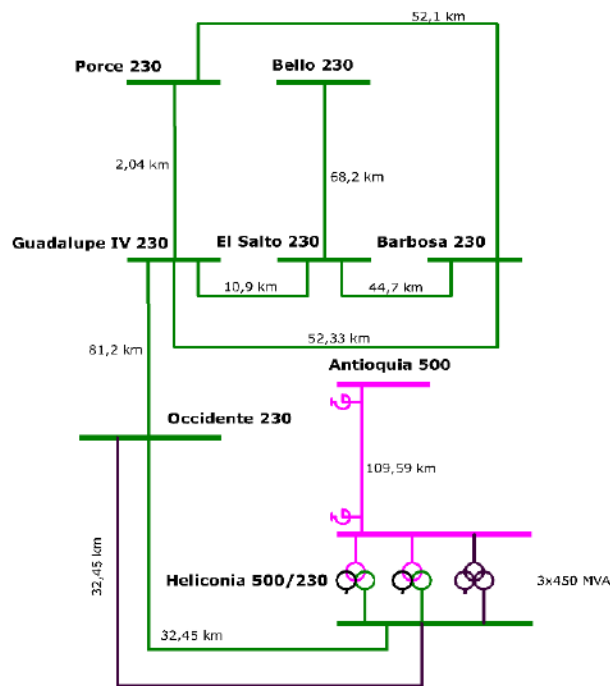 52,1 km
Porce 230
Bello 230
2,04 km
68,2 km
Guadalupe IV 230
El Salto 230
Barbosa 230
10,9 km
44,7 km
52,33 km
81,2 km
Antioquia 500
Occidente 230
109,59 km
32,45 km
Heliconia 500/230
3x450 MVA
32,45 km